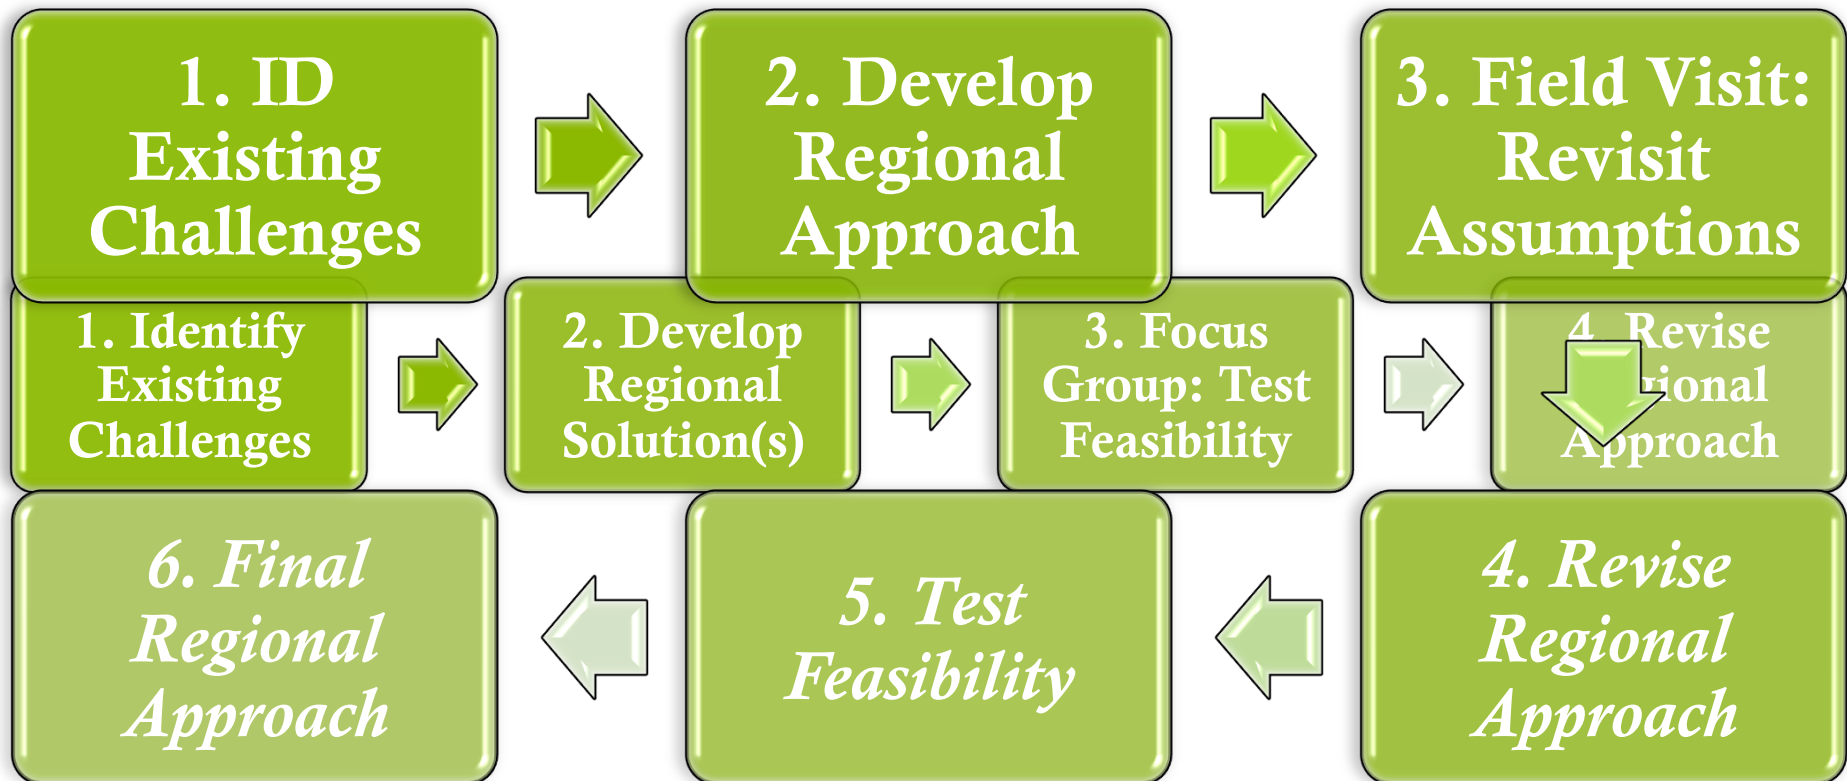 1. ID
Existing
Challenges
2. Develop
Regional
Approach
3. Field Visit:
Revisit
Assumptions
1. Identify
Existing
Challenges
2. Develop
Regional
Solution(s)
3. Focus
Group: Test
Feasibility
4. Revise
Approach
6. Final
Regional
Approach
5. Test
Feasibility
4. Revise
Regional
Approach